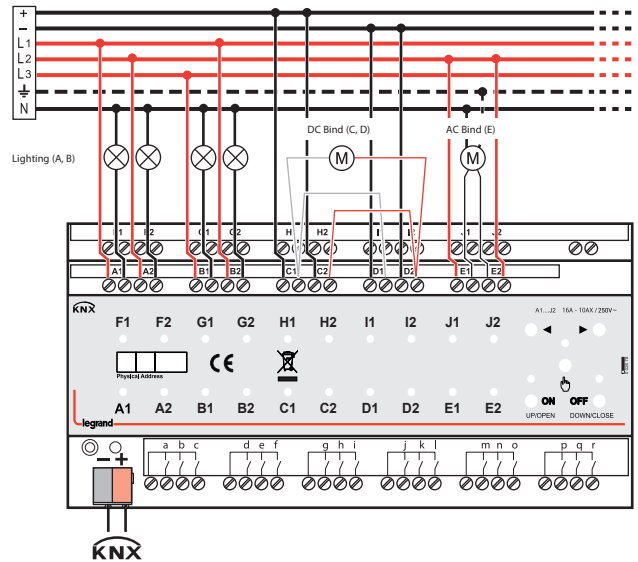 +
−
L1
L2
L3
N
DC Bind (C, D)
AC Bind (E)
Lighting (A, B)
F2
H2
J2
A1 A2 B1 B2 C1 C2 D1 D2 E1 E2
KNX
A1...J2 16A - 10AX / 250V~
F1 F2 G1 G2 H1 H2 I1 I2 J1 J2
Physical Address
CE
A1 A2 B1 B2 C1 C2 D1 D2 E1 E2
ON OFF
UP/OPEN DOWN/CLOSE
legrand
a b c d e f g h i j k l m n o p q r
− +
KNX
M
M